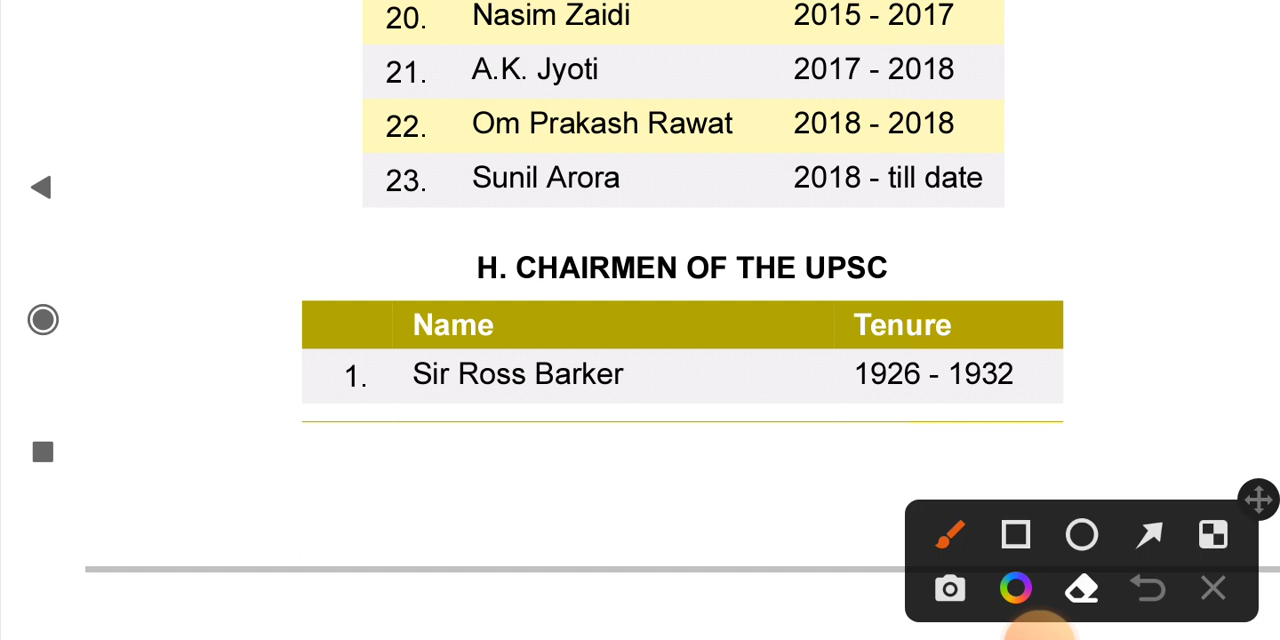 20. Nasim Zaidi 2015 - 2017
21. A.K. Jyoti 2017 - 2018
22. Om Prakash Rawat 2018 - 2018
23. Sunil Arora 2018 - till date
H. CHAIRMEN OF THE UPSC
Name Tenure
1. Sir Ross Barker 1926 - 1932